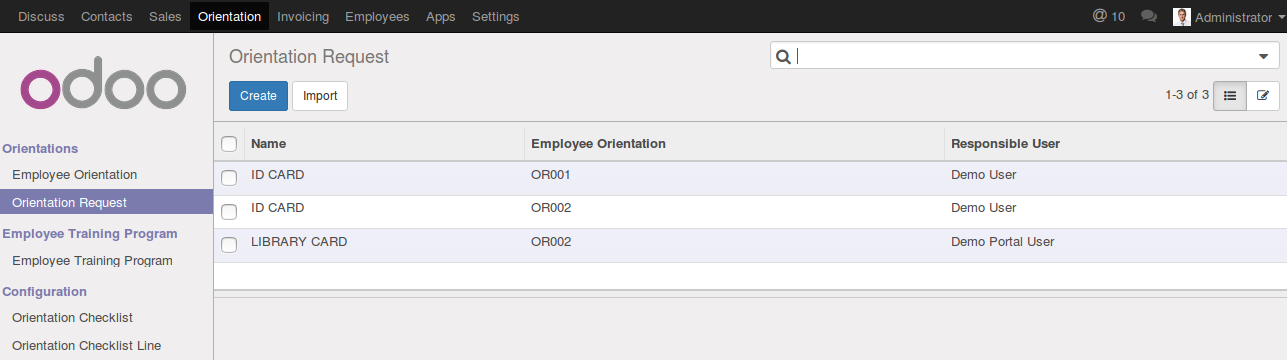 Discuss Contacts Sales Orientation Invoicing Employees Apps Settings @ 10 Administrator
odoo
Orientation Request
Create Import
1-3 of 3
Orientations
Employee Orientation
Orientation Request
Employee Training Program
Employee Training Program
Configuration
Orientation Checklist
Orientation Checklist Line
Name Employee Orientation Responsible User
ID CARD OR001 Demo User
ID CARD OR002 Demo User
LIBRARY CARD OR002 Demo Portal User